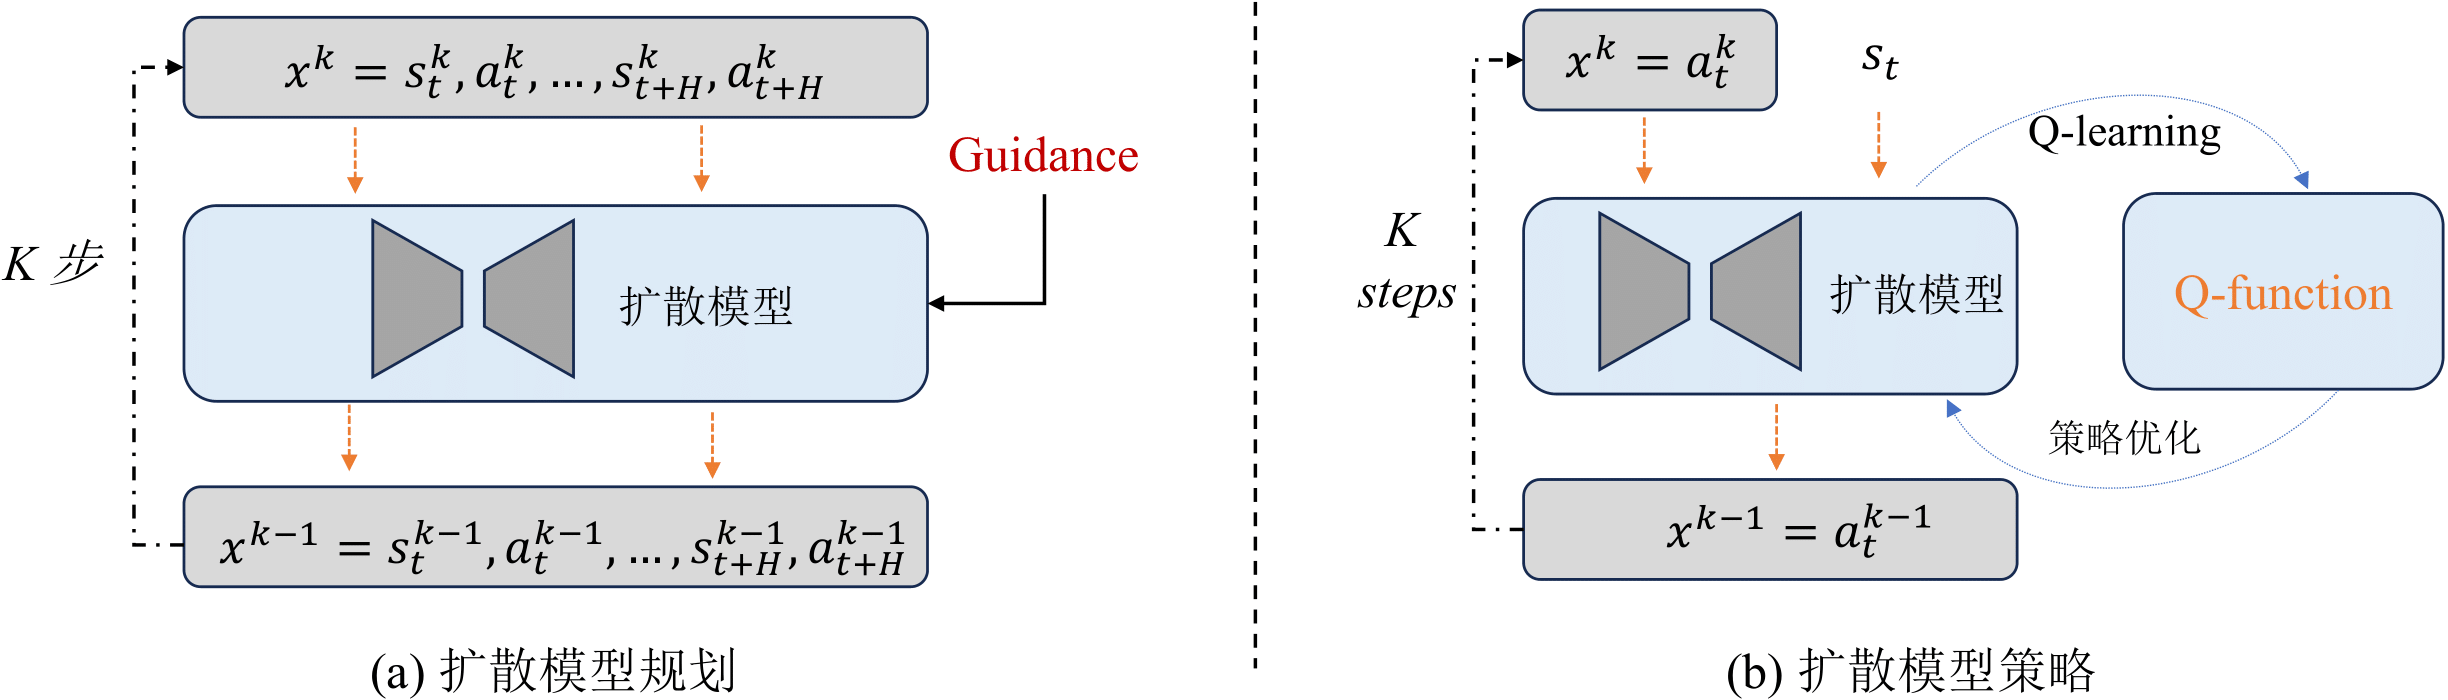 x^k = s_t^k, a_t^k, …, s_{t+H}^k, a_{t+H}^k
Guidance
K 步
扩散模型
x^{k−1} = s_t^{k−1}, a_t^{k−1}, …, s_{t+H}^{k−1}, a_{t+H}^{k−1}
(a) 扩散模型规划
x^k = a_t^k
s_t
Q-learning
K
steps
扩散模型
Q-function
策略优化
x^{k−1} = a_t^{k−1}
(b) 扩散模型策略